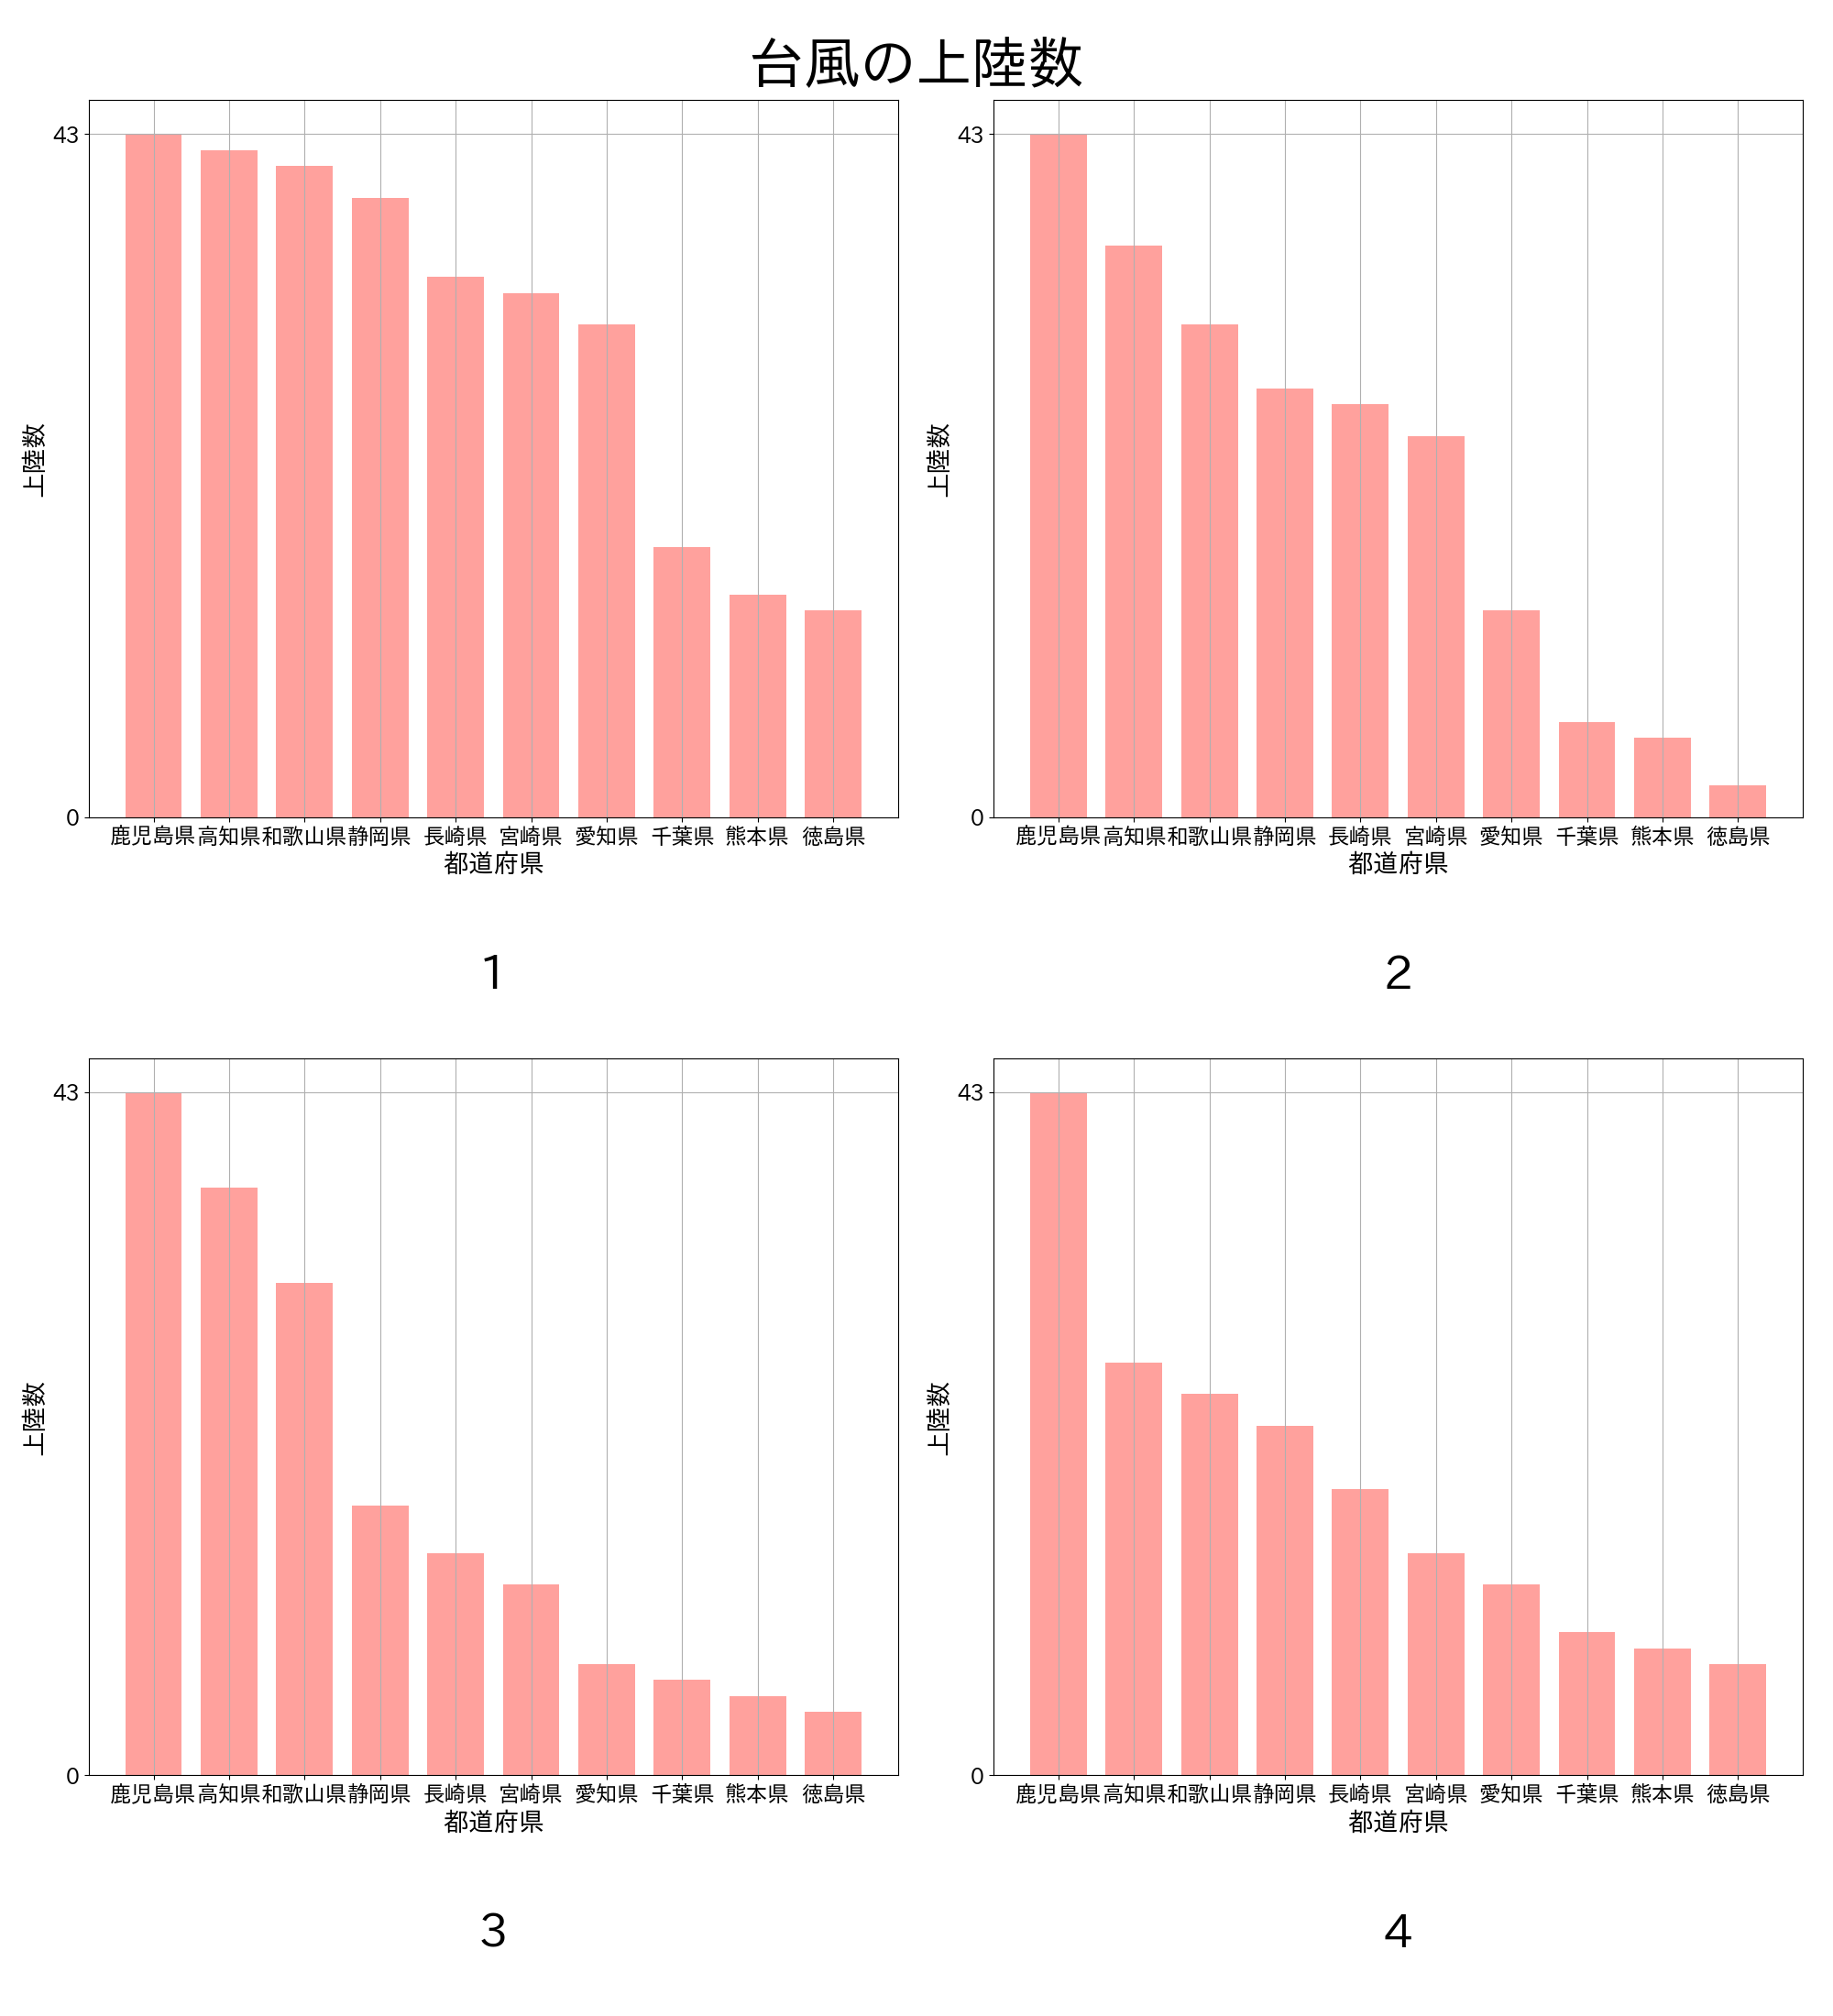 台風の上陸数
43
上陸数
0
鹿児島県 高知県 和歌山県 静岡県 長崎県 宮崎県 愛知県 千葉県 熊本県 徳島県
都道府県
1
43
上陸数
0
鹿児島県 高知県 和歌山県 静岡県 長崎県 宮崎県 愛知県 千葉県 熊本県 徳島県
都道府県
2
43
上陸数
0
鹿児島県 高知県 和歌山県 静岡県 長崎県 宮崎県 愛知県 千葉県 熊本県 徳島県
都道府県
3
43
上陸数
0
鹿児島県 高知県 和歌山県 静岡県 長崎県 宮崎県 愛知県 千葉県 熊本県 徳島県
都道府県
4